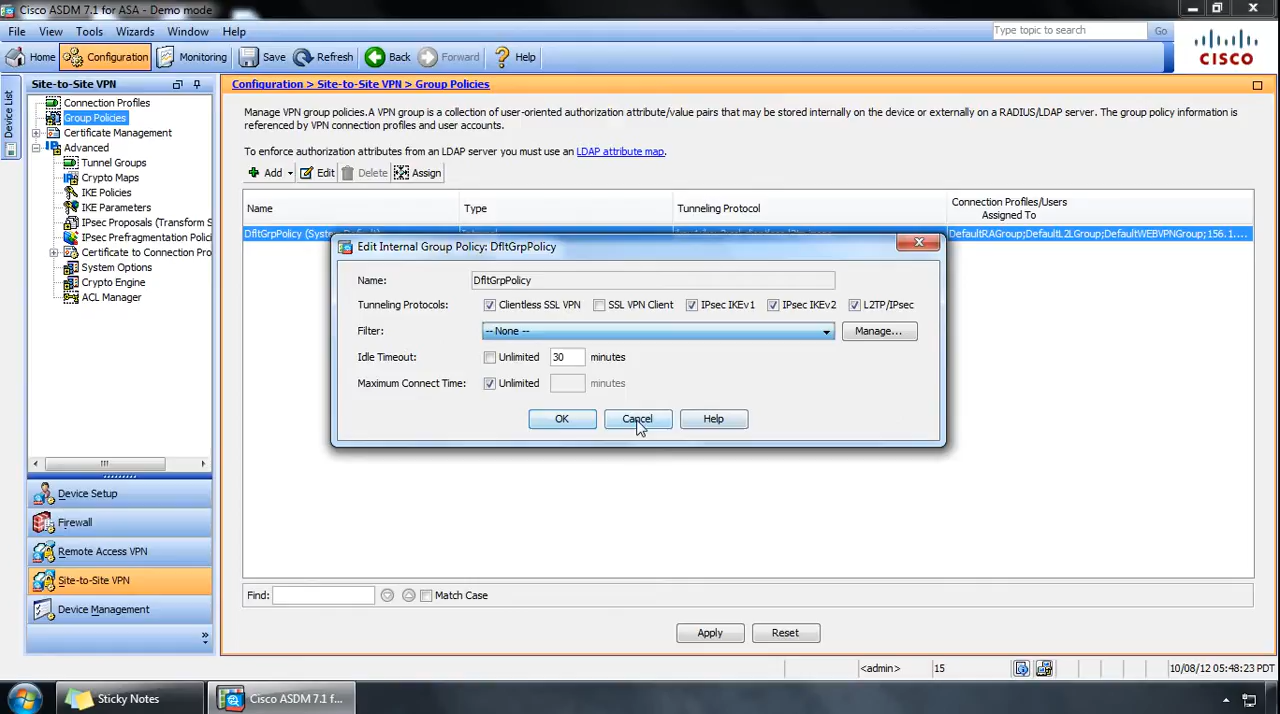 Cisco ASDM 7.1 for ASA - Demo mode
File View Tools Wizards Window Help
Type topic to search Go
Home Configuration Monitoring Save Refresh Back Forward Help
CISCO
Device List
Site-to-Site VPN
Connection Profiles
Group Policies
Certificate Management
Advanced
Tunnel Groups
Crypto Maps
IKE Policies
IKE Parameters
IPsec Proposals (Transform S
IPsec Prefragmentation Polici
Certificate to Connection Pro
System Options
Crypto Engine
ACL Manager
Device Setup
Firewall
Remote Access VPN
Site-to-Site VPN
Device Management
Configuration > Site-to-Site VPN > Group Policies
Manage VPN group policies.A VPN group is a collection of user-oriented authorization attribute/value pairs that may be stored internally on the device or externally on a RADIUS/LDAP server. The group policy information is
referenced by VPN connection profiles and user accounts.
To enforce authorization attributes from an LDAP server you must use an LDAP attribute map.
Add Edit Delete Assign
Name Type Tunneling Protocol Connection Profiles/Users
Assigned To
DfltGrpPolicy DefaultRAGroup;DefaultL2LGroup;DefaultWEBVPNGroup;156.1....
Edit Internal Group Policy: DfltGrpPolicy
Name: DfltGrpPolicy
Tunneling Protocols: Clientless SSL VPN SSL VPN Client IPsec IKEv1 IPsec IKEv2 L2TP/IPsec
Filter: -- None -- Manage...
Idle Timeout: Unlimited 30 minutes
Maximum Connect Time: Unlimited minutes
OK Cancel Help
Find: Match Case
Apply Reset
<admin> 15 10/08/12 05:48:23 PDT
Sticky Notes Cisco ASDM 7.1 f...